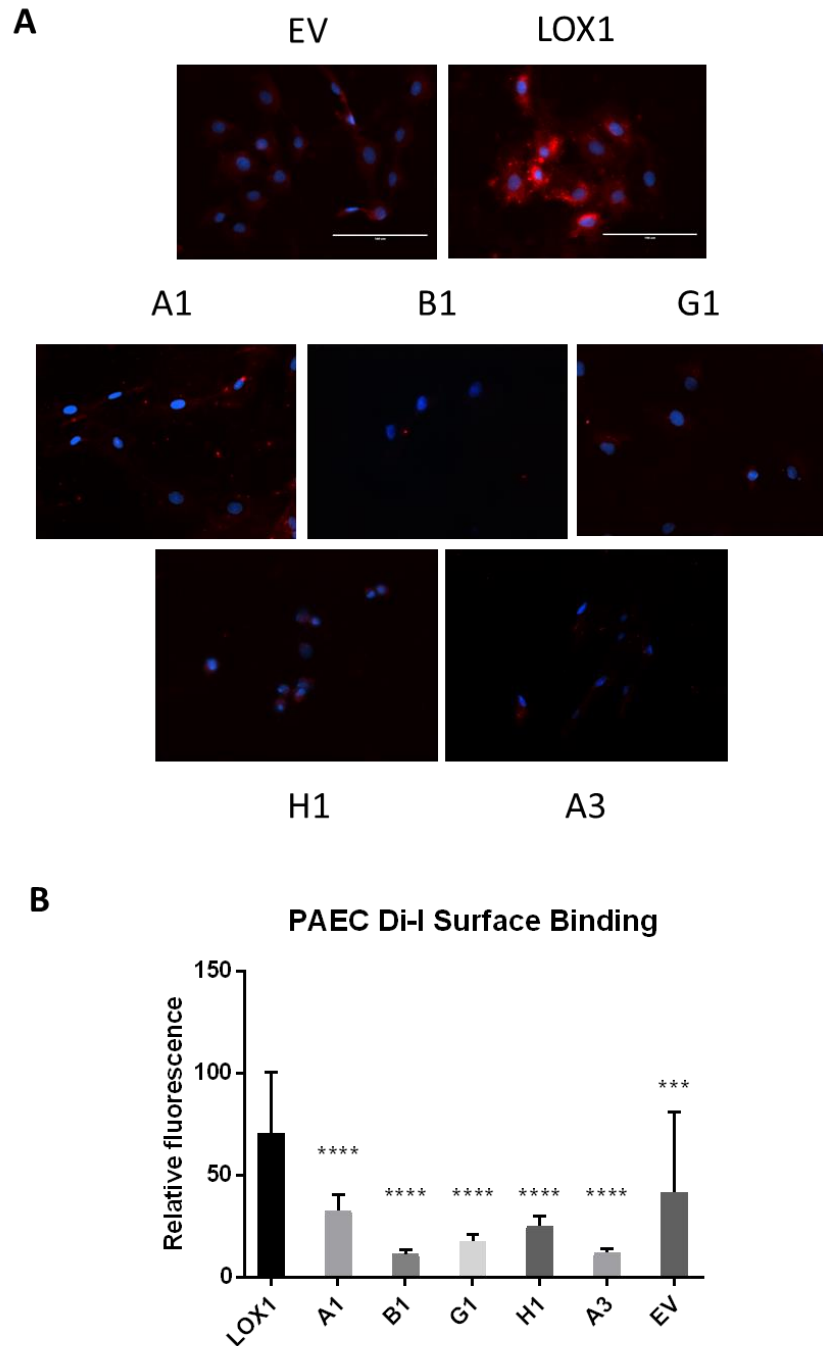 A
EV LOX1
A1 B1 G1
H1 A3
B
PAEC Di-I Surface Binding
150
100
50
0
Relative fluorescence
****
****
****
****
****
***
LOX1
A1
B1
G1
H1
A3
EV